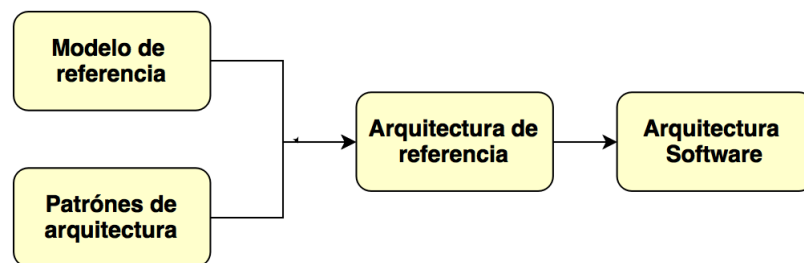 Modelo de
referencia
Patrónes de
arquitectura
Arquitectura de
referencia
Arquitectura
Software